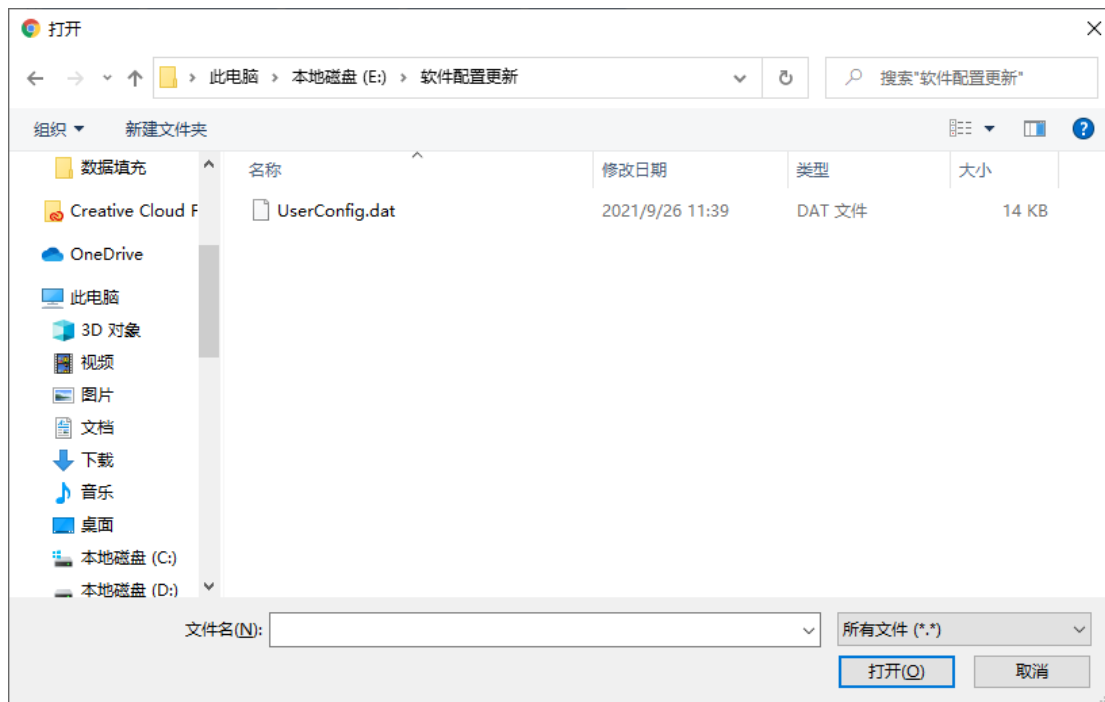 打开
此电脑 › 本地磁盘 (E:) › 软件配置更新
搜索"软件配置更新"
组织 新建文件夹
名称 修改日期 类型 大小
数据填充
Creative Cloud F
UserConfig.dat 2021/9/26 11:39 DAT 文件 14 KB
OneDrive
此电脑
3D 对象
视频
图片
文档
下载
音乐
桌面
本地磁盘 (C:)
本地磁盘 (D:)
文件名(N):
所有文件 (*.*)
打开(O) 取消